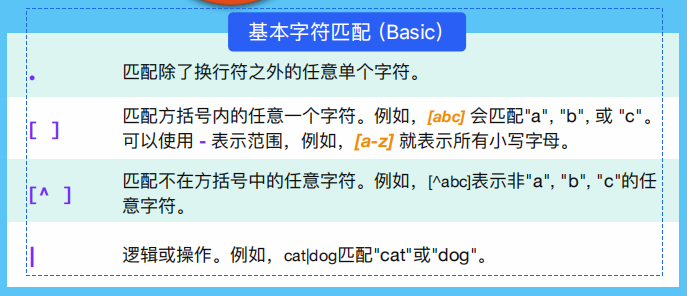 基本字符匹配 (Basic)
. 匹配除了换行符之外的任意单个字符。
[ ] 匹配方括号内的任意一个字符。例如，[abc] 会匹配"a", "b", 或 "c"。
可以使用 - 表示范围，例如，[a-z] 就表示所有小写字母。
[^ ] 匹配不在方括号中的任意字符。例如，[^abc]表示非"a", "b", "c"的任
意字符。
| 逻辑或操作。例如，cat|dog匹配"cat"或"dog"。